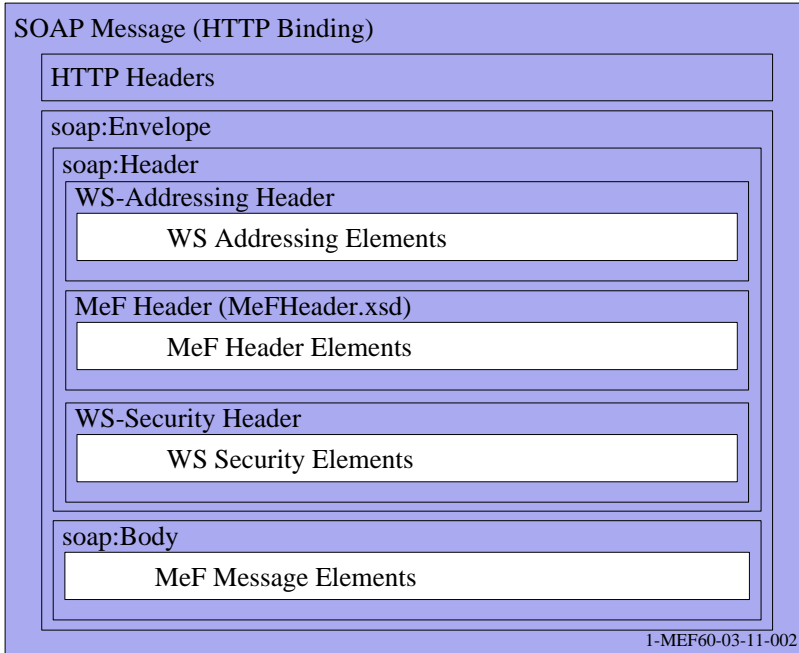 SOAP Message (HTTP Binding)
HTTP Headers
soap:Envelope
soap:Header
WS-Addressing Header
WS Addressing Elements
MeF Header (MeFHeader.xsd)
MeF Header Elements
WS-Security Header
WS Security Elements
soap:Body
MeF Message Elements
1-MEF60-03-11-002